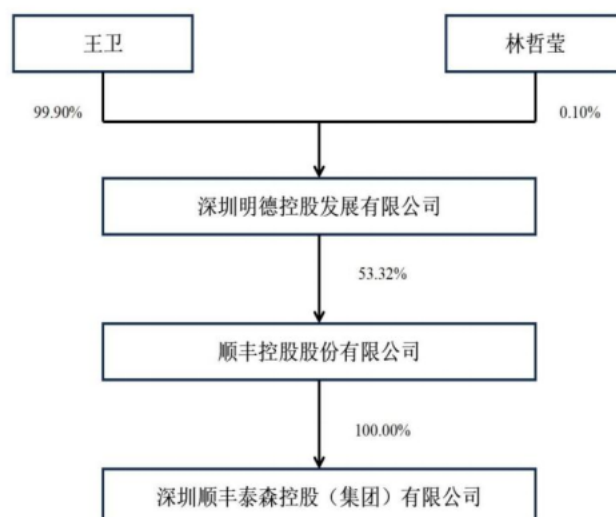 王卫
林哲莹
99.90%
0.10%
深圳明德控股发展有限公司
53.32%
顺丰控股股份有限公司
100.00%
深圳顺丰泰森控股（集团）有限公司